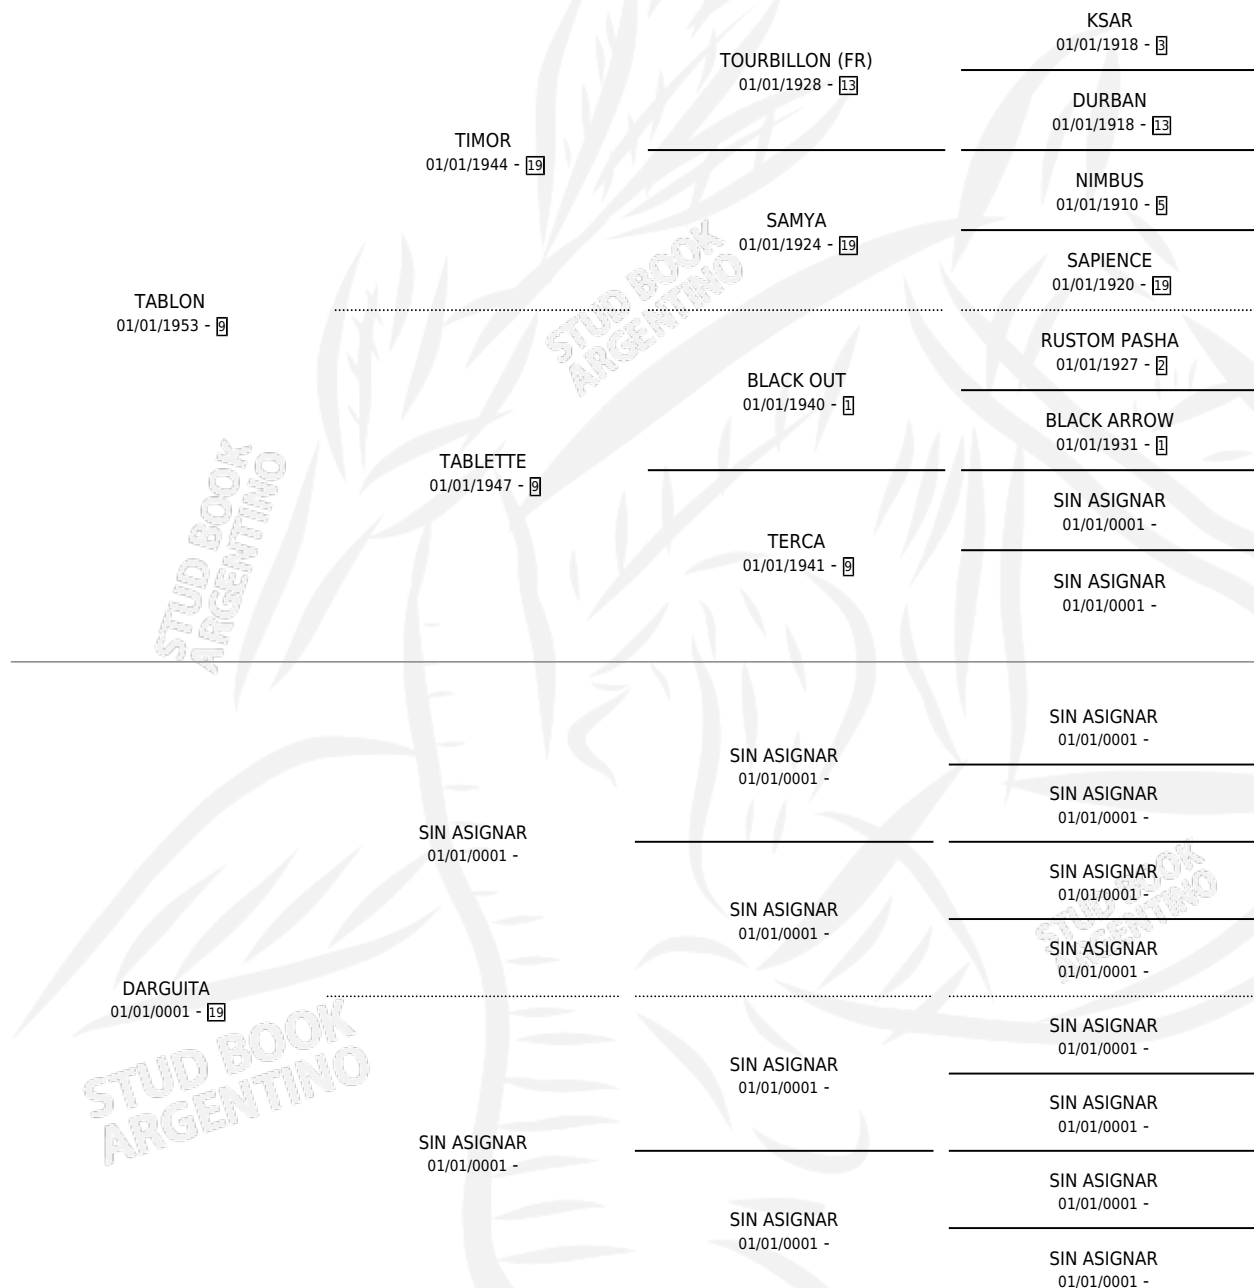 KSAR
01/01/1918 - 3
TOURBILLON (FR)
01/01/1928 - 13
DURBAN
01/01/1918 - 13
TIMOR
01/01/1944 - 19
NIMBUS
01/01/1910 - 5
SAMYA
01/01/1924 - 19
SAPIENCE
01/01/1920 - 19
TABLON
01/01/1953 - 9
RUSTOM PASHA
01/01/1927 - 2
BLACK OUT
01/01/1940 - 1
BLACK ARROW
01/01/1931 - 1
TABLETTE
01/01/1947 - 9
SIN ASIGNAR
01/01/0001 -
TERCA
01/01/1941 - 9
SIN ASIGNAR
01/01/0001 -
SIN ASIGNAR
01/01/0001 -
SIN ASIGNAR
01/01/0001 -
SIN ASIGNAR
01/01/0001 -
SIN ASIGNAR
01/01/0001 -
SIN ASIGNAR
01/01/0001 -
SIN ASIGNAR
01/01/0001 -
SIN ASIGNAR
01/01/0001 -
DARGUITA
01/01/0001 - 19
SIN ASIGNAR
01/01/0001 -
SIN ASIGNAR
01/01/0001 -
SIN ASIGNAR
01/01/0001 -
SIN ASIGNAR
01/01/0001 -
SIN ASIGNAR
01/01/0001 -
SIN ASIGNAR
01/01/0001 -
SIN ASIGNAR
01/01/0001 -
STUD BOOK
ARGENTINO
STUD BOOK
ARGENTINO
STUD BOOK
ARGENTINO
STUD BOOK
ARGENTINO